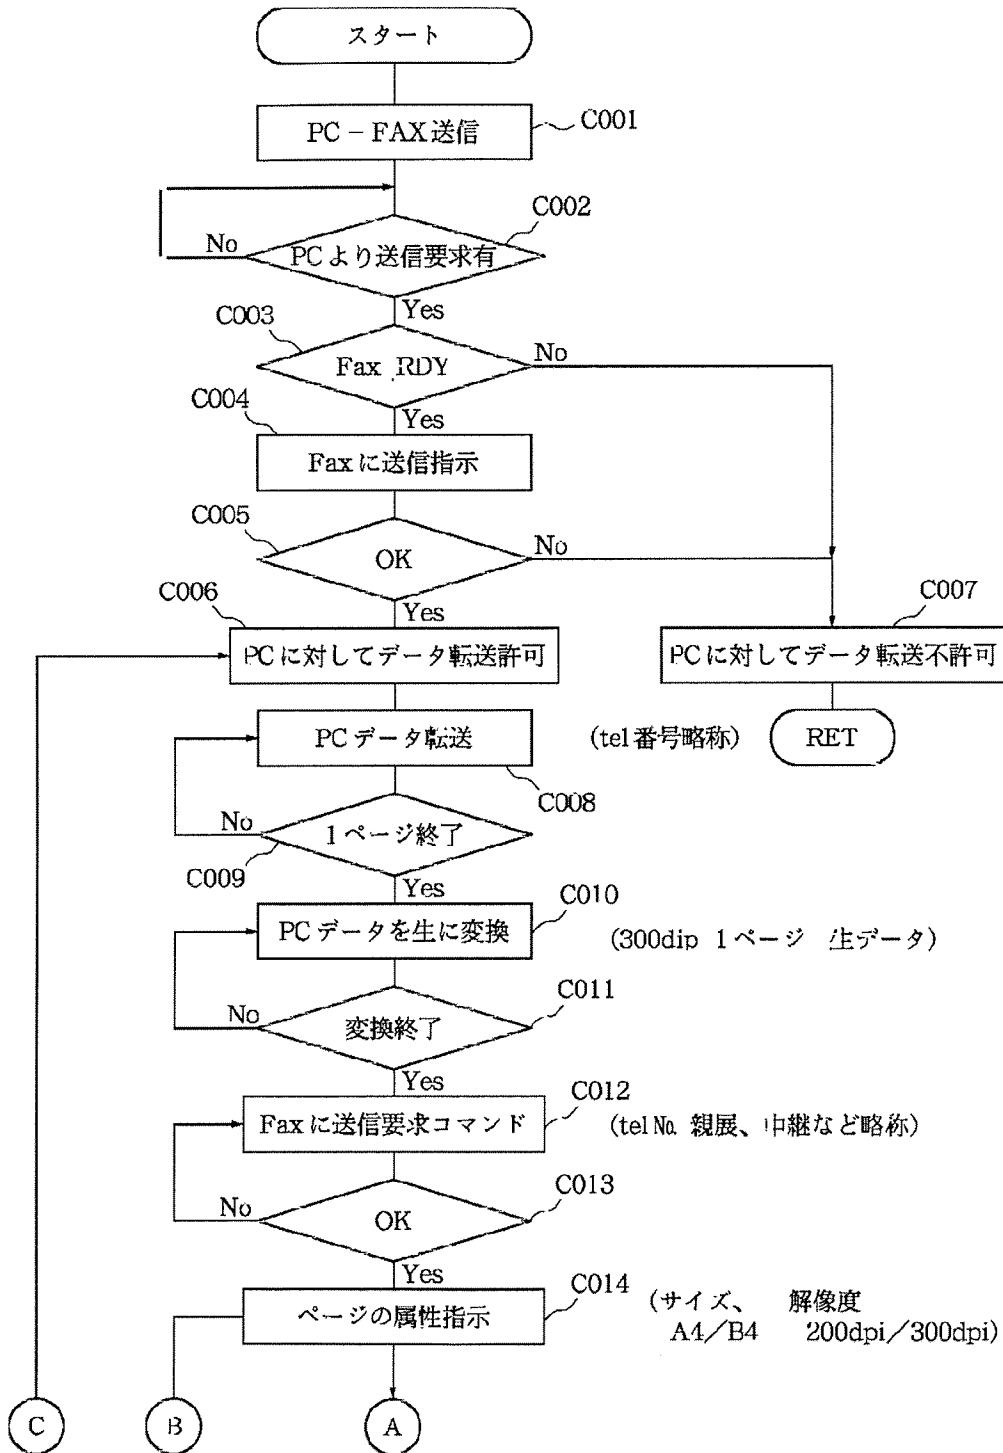 スタート
PC－FAX送信
C001
C002
No
PCより送信要求有
Yes
C003
Fax RDY
No
C004
Yes
Faxに送信指示
C005
OK
No
C006
Yes
C007
PCに対してデータ転送許可
PCに対してデータ転送不許可
PCデータ転送
(tel番号略称)
RET
C008
No
1ページ終了
C009
Yes
C010
PCデータを生に変換
(300dip 1ページ 生データ)
C011
No
変換終了
Yes
C012
Faxに送信要求コマンド
(tel No. 親展、中継など略称)
C013
No
OK
Yes
C014
ページの属性指示
(サイズ、 解像度
A4／B4 200dpi／300dpi)
C
B
A